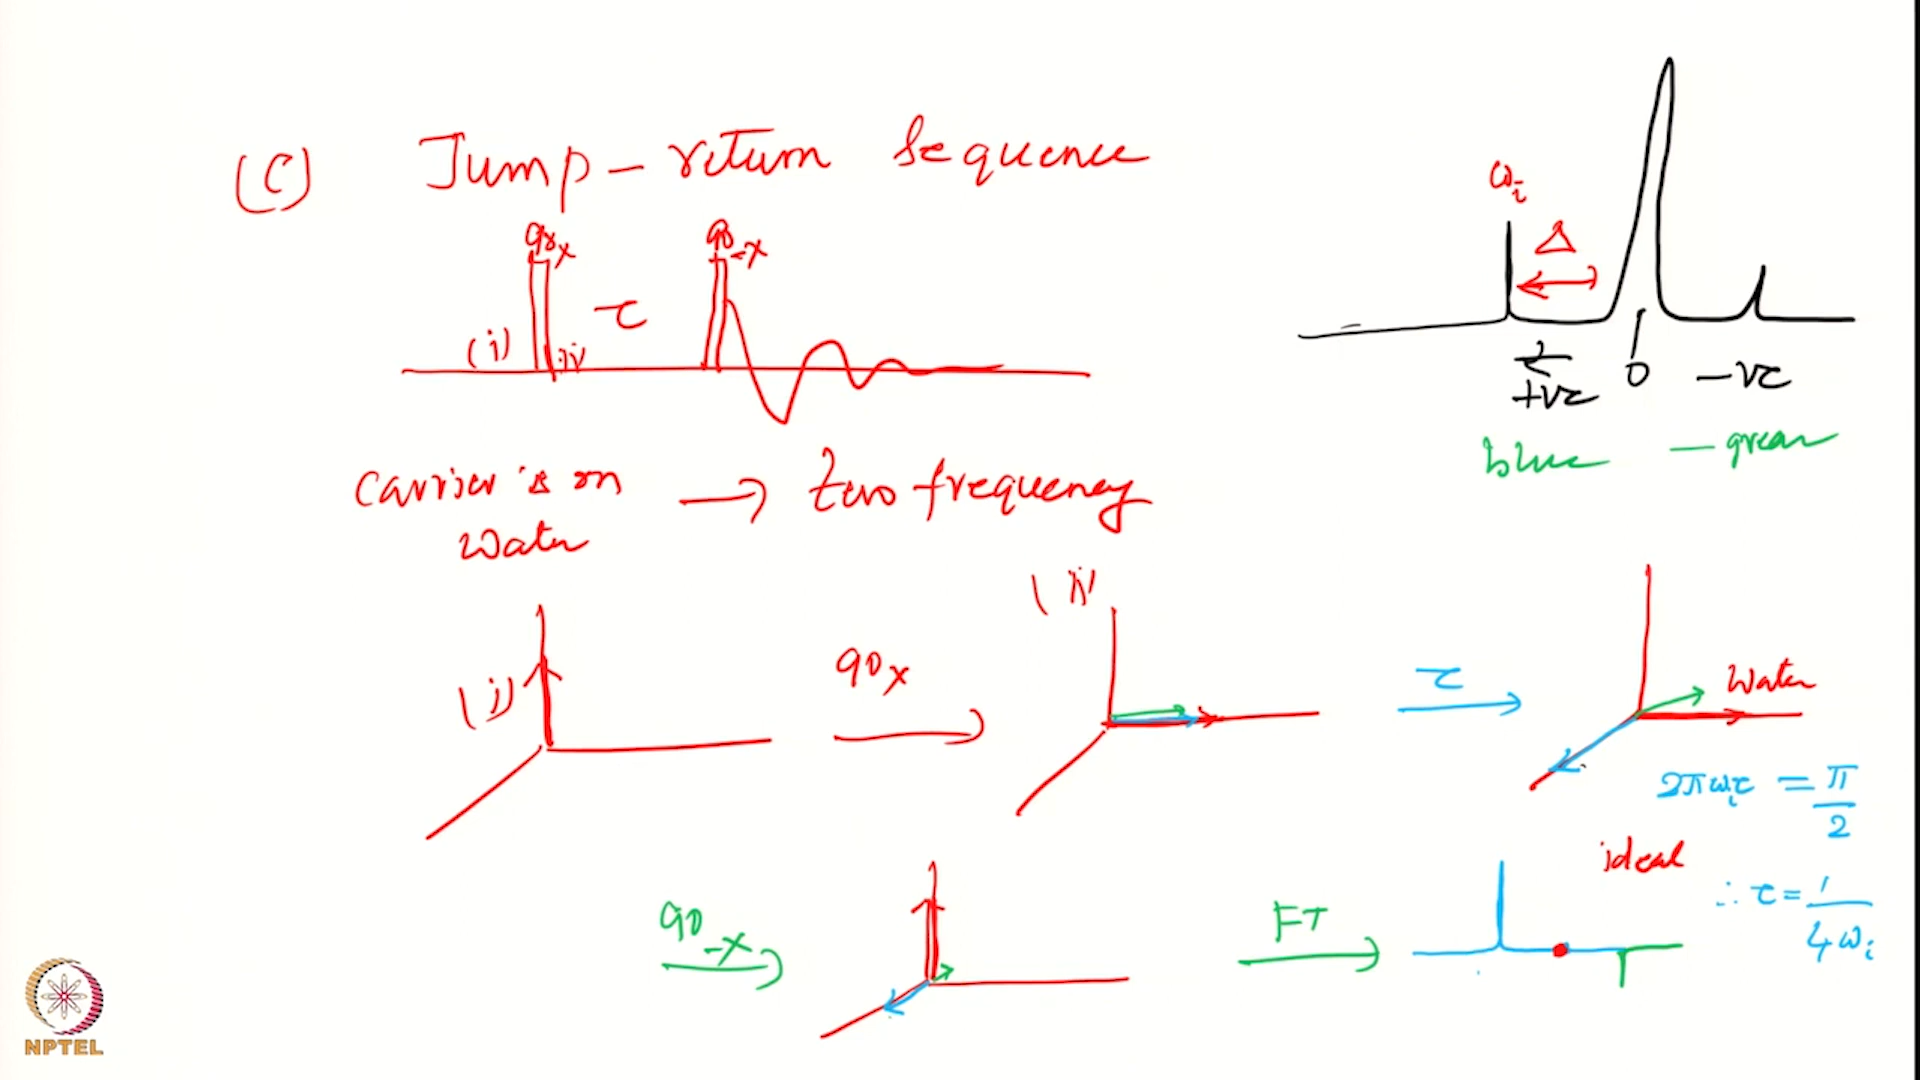 (C) Jump-return Sequence
90x
90-x
τ
(i)
(ii)
ωi
Δ
+ve 0 -ve
blue - green
Carrier is on → Zero frequency
Water
(i)
90x
(ii)
τ
Water
2πωiτ = π/2
90-x
FT
ideal
∴ τ = 1/4ωi
NPTEL